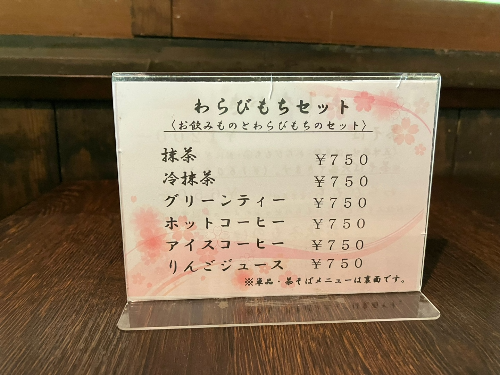 わらびもちセット
〈お飲みものとわらびもちのセット〉
抹茶 ￥750
冷抹茶 ￥750
グリーンティー ￥750
ホットコーヒー ￥750
アイスコーヒー ￥750
りんごジュース ￥750
※単品・茶そばメニューは裏面です。